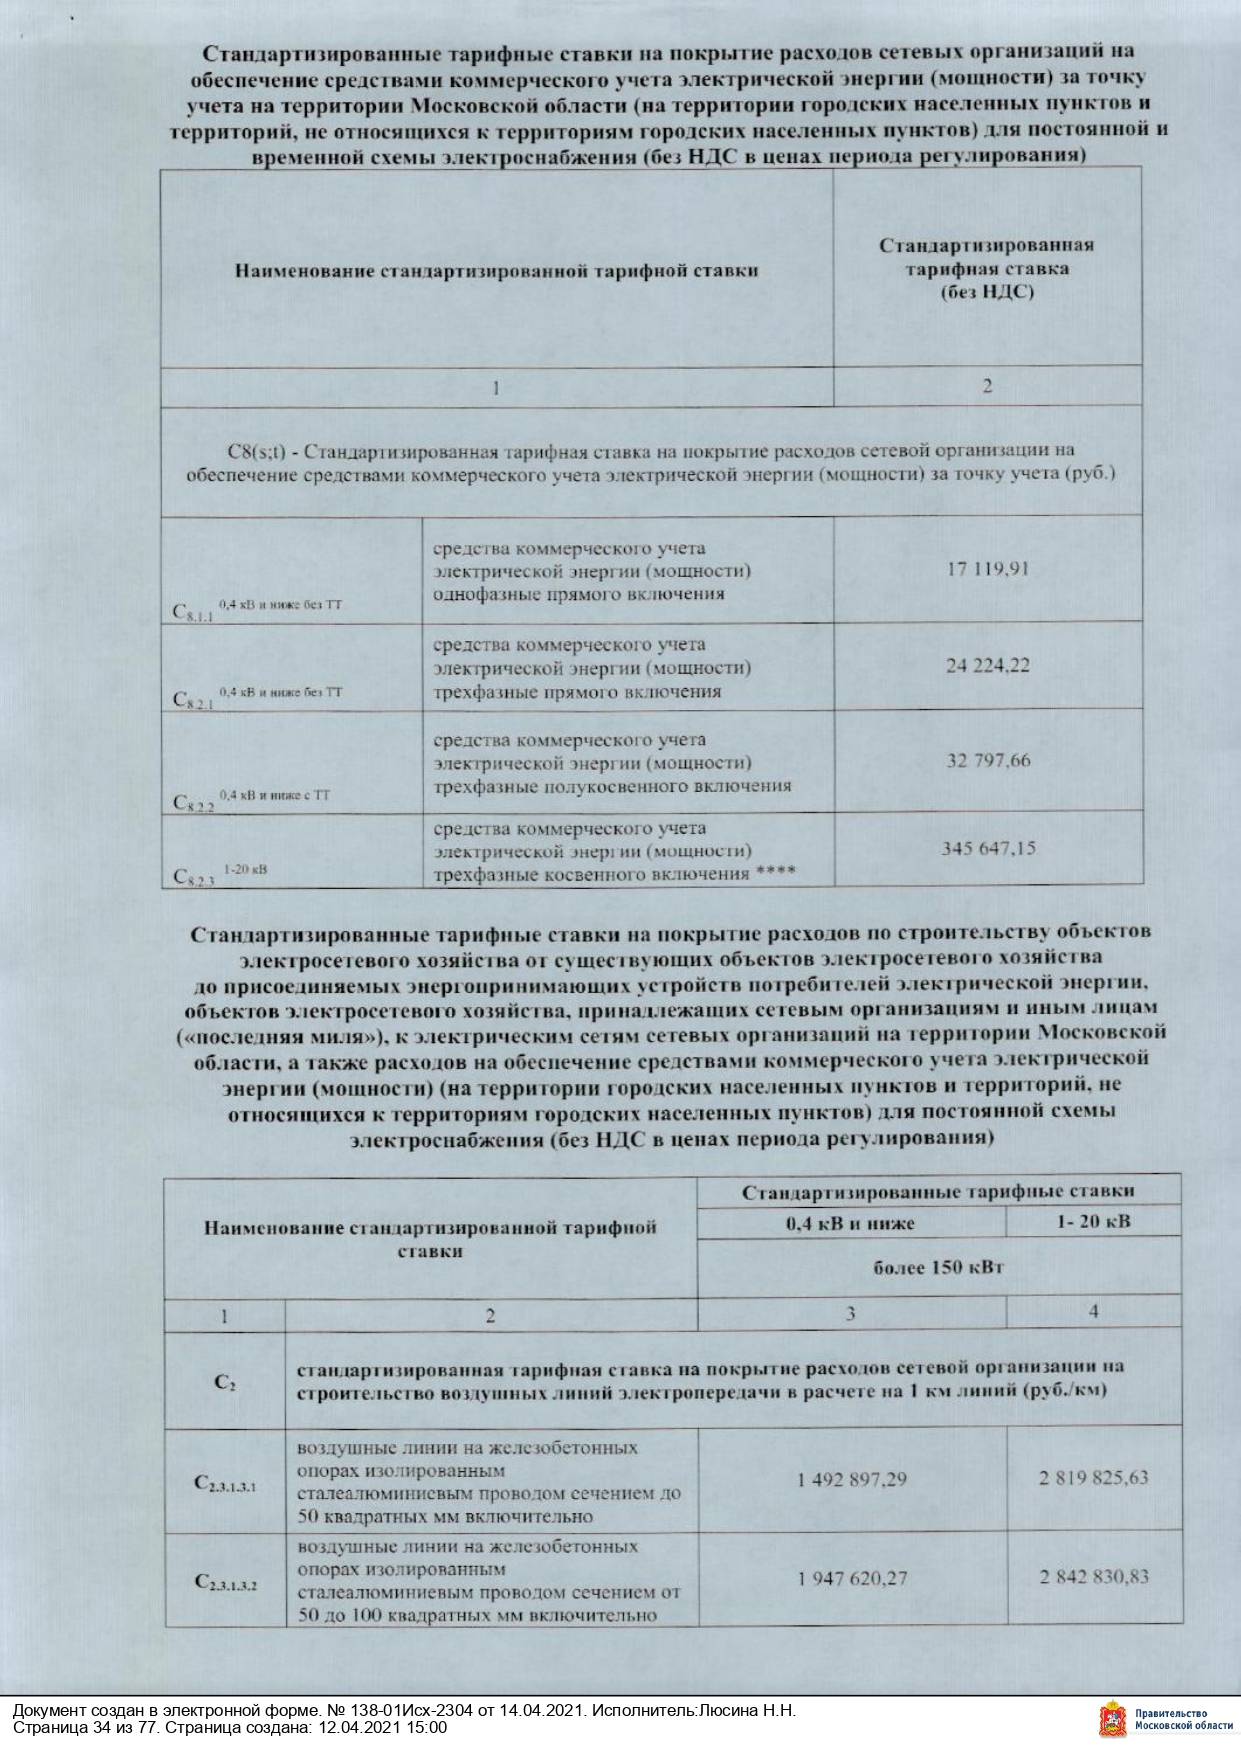 Стандартизированные тарифные ставки на покрытие расходов сетевых организаций на
обеспечение средствами коммерческого учета электрической энергии (мощности) за точку
учета на территории Московской области (на территории городских населенных пунктов и
территорий, не относящихся к территориям городских населенных пунктов) для постоянной и
временной схемы электроснабжения (без НДС в ценах периода регулирования)
Наименование стандартизированной тарифной ставки
Стандартизированная
тарифная ставка
(без НДС)
1
2
C8(s;t) - Стандартизированная тарифная ставка на покрытие расходов сетевой организации на
обеспечение средствами коммерческого учета электрической энергии (мощности) за точку учета (руб.)
C8.1.1 0,4 кВ и ниже без ТТ
средства коммерческого учета
электрической энергии (мощности)
однофазные прямого включения
17 119,91
C8.2.1 0,4 кВ и ниже без ТТ
средства коммерческого учета
электрической энергии (мощности)
трехфазные прямого включения
24 224,22
C8.2.2 0,4 кВ и ниже с ТТ
средства коммерческого учета
электрической энергии (мощности)
трехфазные полукосвенного включения
32 797,66
C8.2.3 1-20 кВ
средства коммерческого учета
электрической энергии (мощности)
трехфазные косвенного включения ****
345 647,15
Стандартизированные тарифные ставки на покрытие расходов по строительству объектов
электросетевого хозяйства от существующих объектов электросетевого хозяйства
до присоединяемых энергопринимающих устройств потребителей электрической энергии,
объектов электросетевого хозяйства, принадлежащих сетевым организациям и иным лицам
(«последняя миля»), к электрическим сетям сетевых организаций на территории Московской
области, а также расходов на обеспечение средствами коммерческого учета электрической
энергии (мощности) (на территории городских населенных пунктов и территорий, не
относящихся к территориям городских населенных пунктов) для постоянной схемы
электроснабжения (без НДС в ценах периода регулирования)
Наименование стандартизированной тарифной
ставки
Стандартизированные тарифные ставки
0,4 кВ и ниже
1- 20 кВ
более 150 кВт
1
2
3
4
C2
стандартизированная тарифная ставка на покрытие расходов сетевой организации на
строительство воздушных линий электропередачи в расчете на 1 км линий (руб./км)
C2.3.1.3.1
воздушные линии на железобетонных
опорах изолированным
сталеалюминиевым проводом сечением до
50 квадратных мм включительно
1 492 897,29
2 819 825,63
C2.3.1.3.2
воздушные линии на железобетонных
опорах изолированным
сталеалюминиевым проводом сечением от
50 до 100 квадратных мм включительно
1 947 620,27
2 842 830,83
Документ создан в электронной форме. № 138-01Исх-2304 от 14.04.2021. Исполнитель:Люсина Н.Н.
Страница 34 из 77. Страница создана: 12.04.2021 15:00
Правительство
Московской области